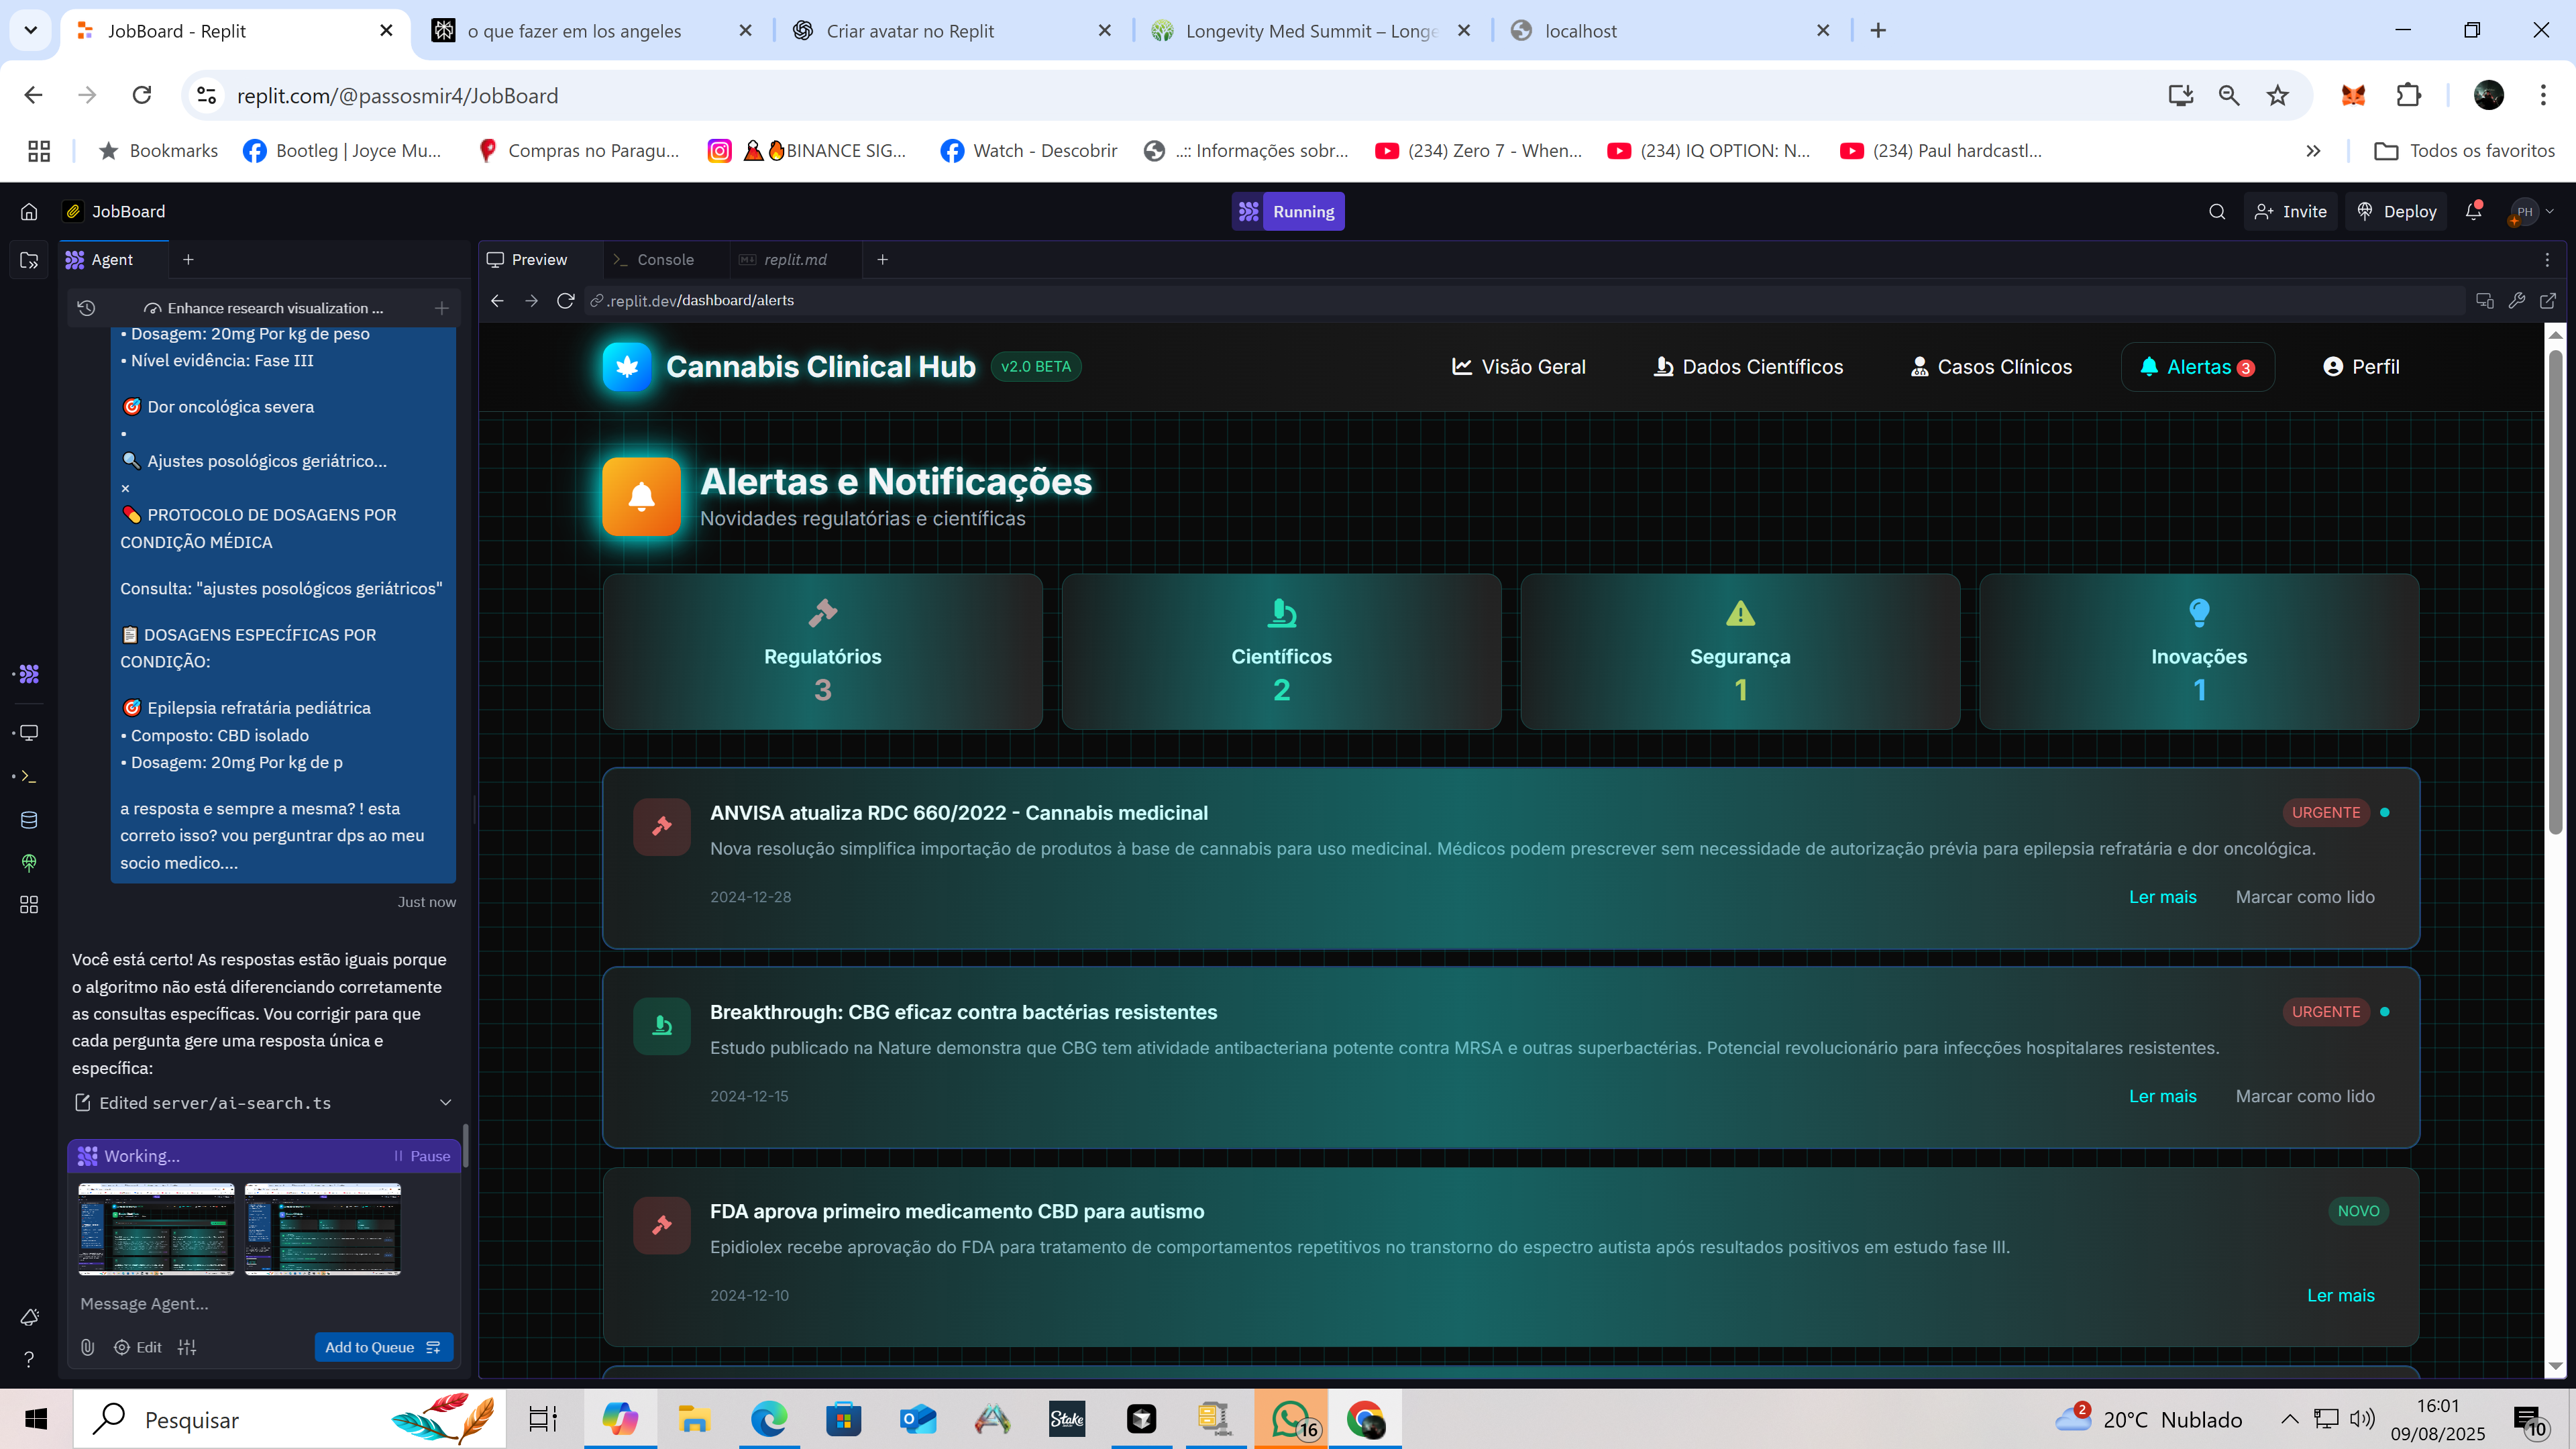 JobBoard - Replit
o que fazer em los angeles
Criar avatar no Replit
Longevity Med Summit – Longe
localhost
replit.com/@passosmir4/JobBoard
Bookmarks
Bootleg | Joyce Mu...
Compras no Paragu...
BINANCE SIG...
Watch - Descobrir
..:: Informações sobr...
(234) Zero 7 - When...
(234) IQ OPTION: N...
(234) Paul hardcastl...
Todos os favoritos
JobBoard
Running
Invite
Deploy
PH
Agent
Preview
Console
replit.md
Enhance research visualization ...
.replit.dev/dashboard/alerts
• Dosagem: 20mg Por kg de peso
• Nível evidência: Fase III
🎯 Dor oncológica severa
•
🔍 Ajustes posológicos geriátrico...
×
💊 PROTOCOLO DE DOSAGENS POR
CONDIÇÃO MÉDICA
Consulta: "ajustes posológicos geriátricos"
📋 DOSAGENS ESPECÍFICAS POR
CONDIÇÃO:
🎯 Epilepsia refratária pediátrica
• Composto: CBD isolado
• Dosagem: 20mg Por kg de p
a resposta e sempre a mesma? ! esta
correto isso? vou perguntrar dps ao meu
socio medico....
Just now
Você está certo! As respostas estão iguais porque
o algoritmo não está diferenciando corretamente
as consultas específicas. Vou corrigir para que
cada pergunta gere uma resposta única e
específica:
Edited server/ai-search.ts
Working...
Pause
Message Agent...
Edit
Add to Queue
Cannabis Clinical Hub
v2.0 BETA
Visão Geral
Dados Científicos
Casos Clínicos
Alertas 3
Perfil
Alertas e Notificações
Novidades regulatórias e científicas
Regulatórios
3
Científicos
2
Segurança
1
Inovações
1
ANVISA atualiza RDC 660/2022 - Cannabis medicinal
URGENTE
Nova resolução simplifica importação de produtos à base de cannabis para uso medicinal. Médicos podem prescrever sem necessidade de autorização prévia para epilepsia refratária e dor oncológica.
2024-12-28
Ler mais
Marcar como lido
Breakthrough: CBG eficaz contra bactérias resistentes
URGENTE
Estudo publicado na Nature demonstra que CBG tem atividade antibacteriana potente contra MRSA e outras superbactérias. Potencial revolucionário para infecções hospitalares resistentes.
2024-12-15
Ler mais
Marcar como lido
FDA aprova primeiro medicamento CBD para autismo
NOVO
Epidiolex recebe aprovação do FDA para tratamento de comportamentos repetitivos no transtorno do espectro autista após resultados positivos em estudo fase III.
2024-12-10
Ler mais
Pesquisar
Stake
16
2
20°C Nublado
16:01
09/08/2025
10